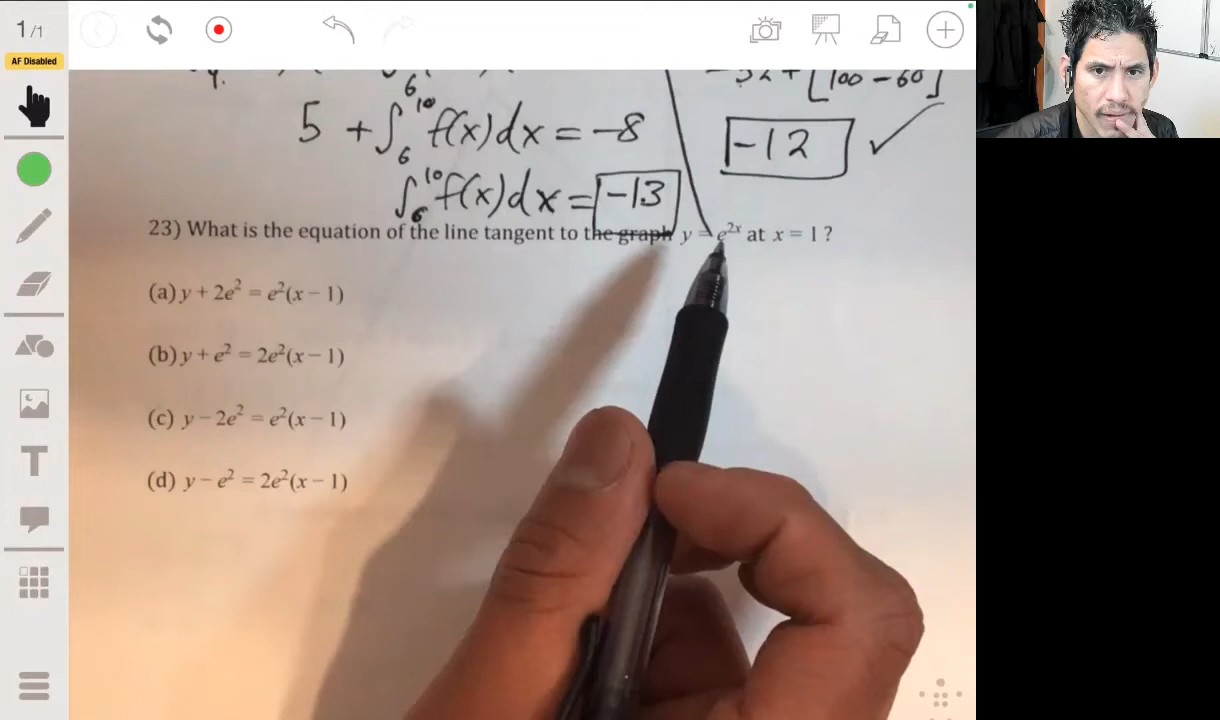 1/1
AF Disabled
6
5 + ∫₆¹⁰ f(x)dx = -8
∫₆¹⁰ f(x)dx = -13
+ [100 - 60]
-12 ✓
23) What is the equation of the line tangent to the graph y = e²ˣ at x = 1 ?
(a) y + 2e² = e²(x − 1)
(b) y + e² = 2e²(x − 1)
(c) y − 2e² = e²(x − 1)
(d) y − e² = 2e²(x − 1)
T